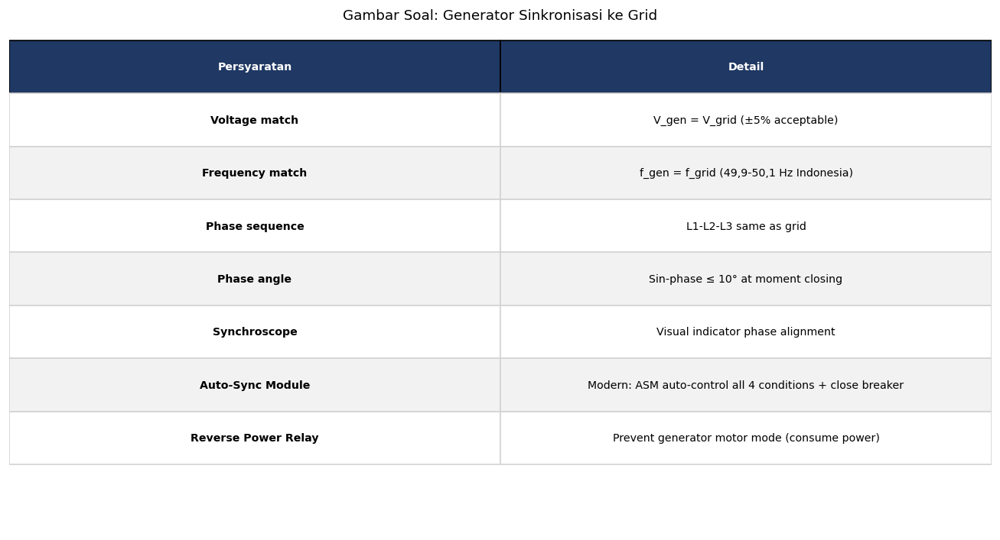 Gambar Soal: Generator Sinkronisasi ke Grid
Persyaratan Detail
Voltage match V_gen = V_grid (±5% acceptable)
Frequency match f_gen = f_grid (49,9-50,1 Hz Indonesia)
Phase sequence L1-L2-L3 same as grid
Phase angle Sin-phase ≤ 10° at moment closing
Synchroscope Visual indicator phase alignment
Auto-Sync Module Modern: ASM auto-control all 4 conditions + close breaker
Reverse Power Relay Prevent generator motor mode (consume power)